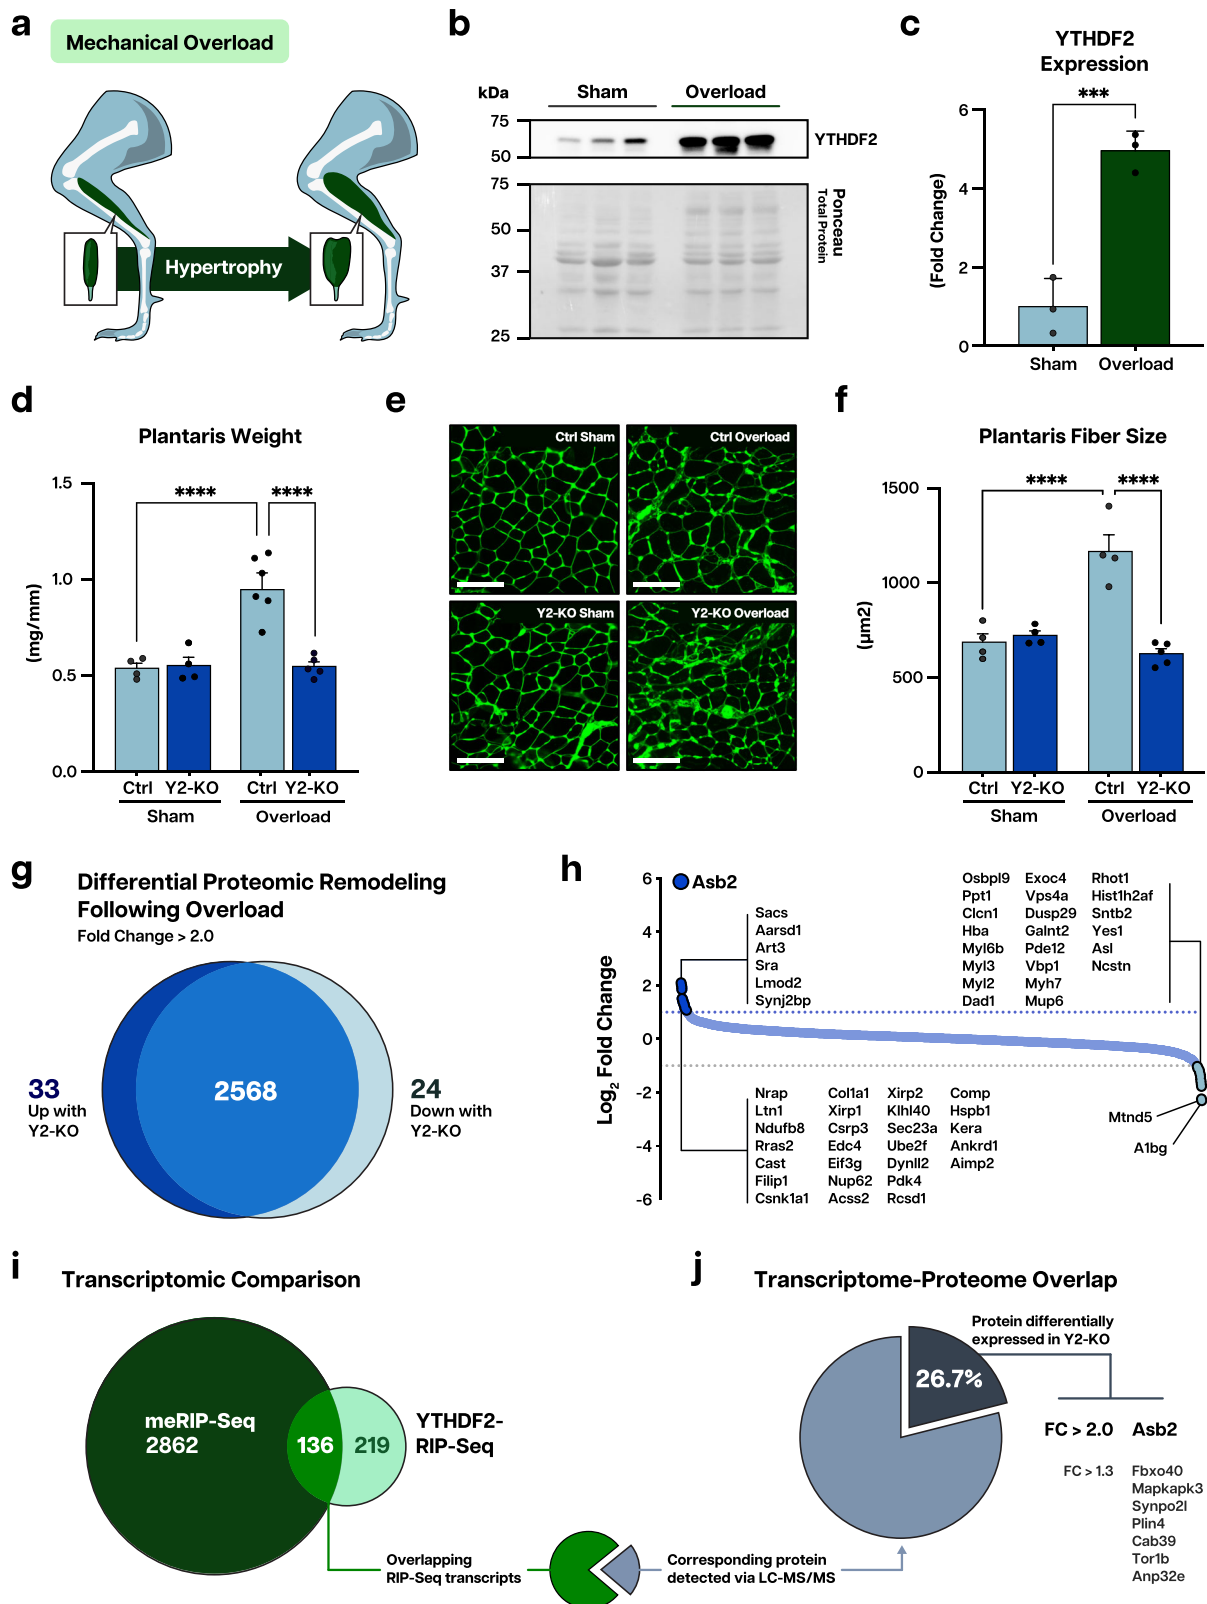 a
Mechanical Overload
Hypertrophy
b
kDa
Sham
Overload
75
50
YTHDF2
75
50
37
25
Ponceau
Total Protein
c
YTHDF2
Expression
***
(Fold Change)
6
4
2
0
Sham
Overload
d
Plantaris Weight
****
****
(mg/mm)
1.5
1.0
0.5
0.0
Ctrl
Y2-KO
Ctrl
Y2-KO
Sham
Overload
e
Ctrl Sham
Ctrl Overload
Y2-KO Sham
Y2-KO Overload
f
Plantaris Fiber Size
****
****
(µm2)
1500
1000
500
0
Ctrl
Y2-KO
Ctrl
Y2-KO
Sham
Overload
g
Differential Proteomic Remodeling
Following Overload
Fold Change > 2.0
33
Up with
Y2-KO
2568
24
Down with
Y2-KO
h
Log2 Fold Change
6
4
2
0
-2
-4
-6
Asb2
Sacs
Aarsd1
Art3
Sra
Lmod2
Synj2bp
Osbpl9 Exoc4 Rhot1
Ppt1 Vps4a Hist1h2af
Clcn1 Dusp29 Sntb2
Hba Galnt2 Yes1
Myl6b Pde12 Asl
Myl3 Vbp1 Ncstn
Myl2 Myh7
Dad1 Mup6
Nrap Col1a1 Xirp2 Comp
Ltn1 Xirp1 Klhl40 Hspb1
Ndufb8 Csrp3 Sec23a Kera
Rras2 Edc4 Ube2f Ankrd1
Cast Eif3g Dynll2 Aimp2
Filip1 Nup62 Pdk4
Csnk1a1 Acss2 Rcsd1
Mtnd5
A1bg
i
Transcriptomic Comparison
meRIP-Seq
2862
136
219
YTHDF2-
RIP-Seq
Overlapping
RIP-Seq transcripts
Corresponding protein
detected via LC-MS/MS
j
Transcriptome-Proteome Overlap
Protein differentially
expressed in Y2-KO
26.7%
FC > 2.0 Asb2
FC > 1.3 Fbxo40
Mapkapk3
Synpo2l
Plin4
Cab39
Tor1b
Anp32e